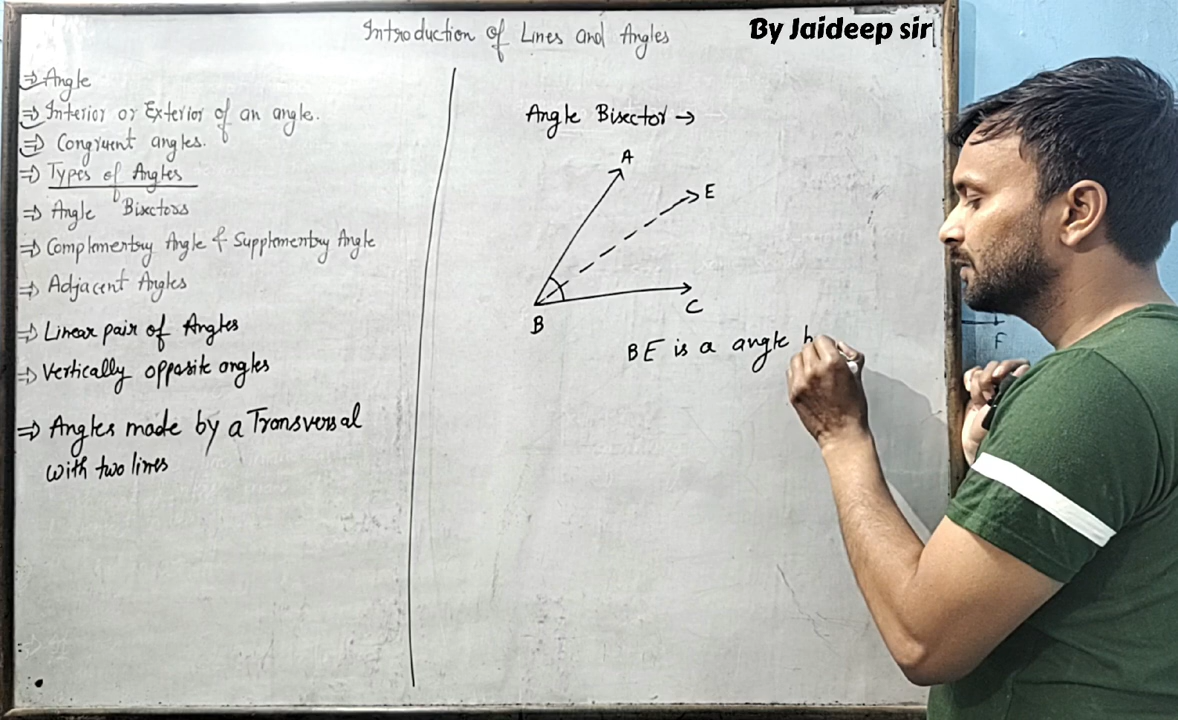 Introduction of Lines and Angles
By Jaideep sir
⇒ Angle
⇒ Interior or Exterior of an angle.
⇒ Congruent angles.
⇒ Types of Angles
⇒ Angle Bisectors
⇒ Complementry Angle & Supplementry Angle
⇒ Adjacent Angles
⇒ Linear pair of Angles
⇒ Vertically opposite angles
⇒ Angles made by a Transversal
with two lines
Angle Bisector →
A
E
B
C
BE is a angle b
F